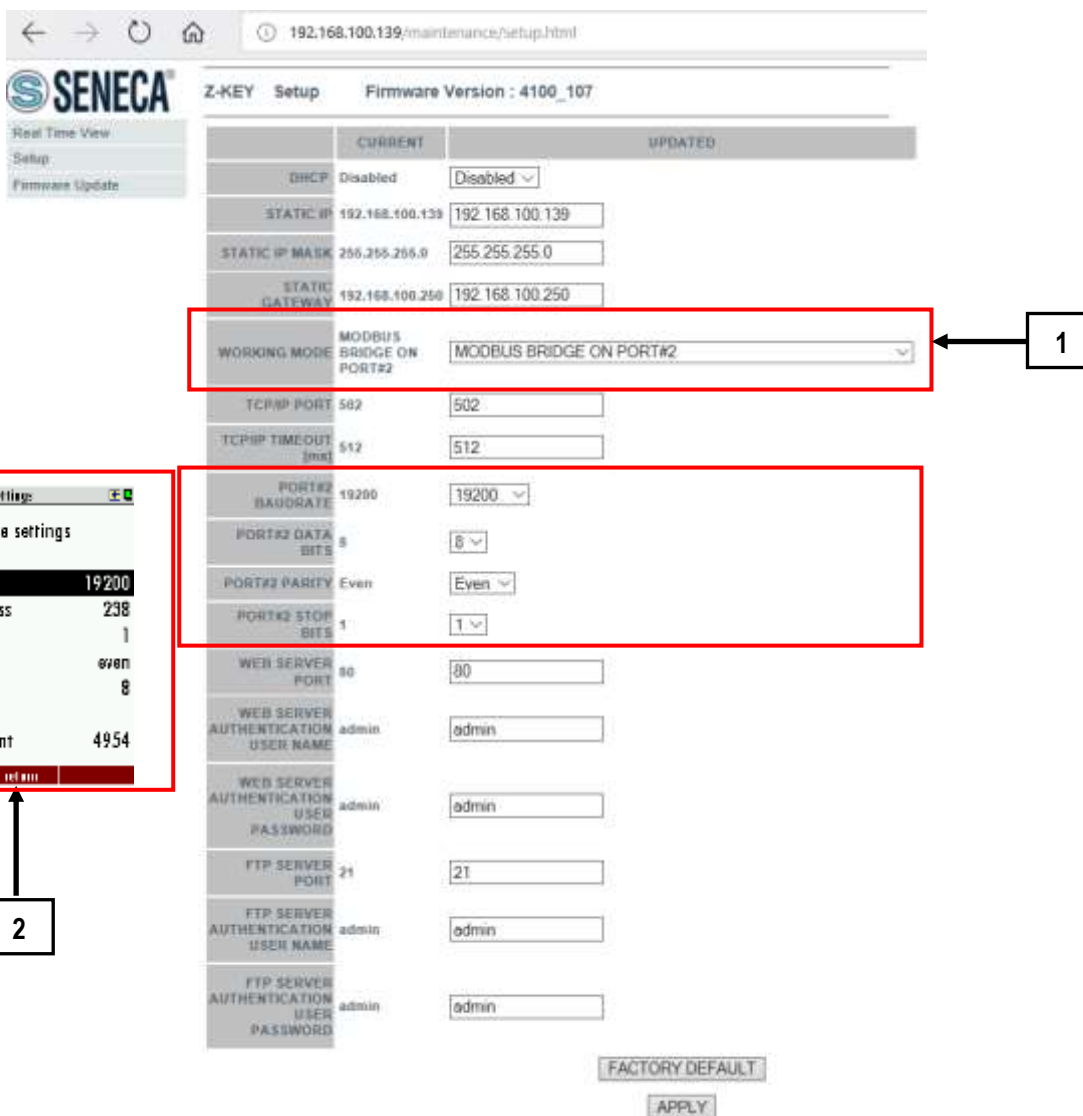 192.168.100.139/maintenance/setup.html
SENECA
Z-KEY Setup Firmware Version : 4100_107
Real Time View
Setup
Firmware Update
CURRENT UPDATED
DHCP Disabled Disabled
STATIC IP 192.168.100.139 192.168.100.139
STATIC IP MASK 255.255.255.0 255.255.255.0
STATIC
GATEWAY 192.168.100.250 192.168.100.250
WORKING MODE MODBUS
BRIDGE ON
PORT#2 MODBUS BRIDGE ON PORT#2
1
TCP/IP PORT 502 502
TCP/IP TIMEOUT
[ms] 512 512
PORT#2
BAUDRATE 19200 19200
PORT#2 DATA
BITS 8 8
PORT#2 PARITY Even Even
PORT#2 STOP
BITS 1 1
ttings
e settings
19200
ss 238
1
even
8
nt 4954
return
2
WEB SERVER
PORT 80 80
WEB SERVER
AUTHENTICATION
USER NAME admin admin
WEB SERVER
AUTHENTICATION
USER
PASSWORD admin admin
FTP SERVER
PORT 21 21
FTP SERVER
AUTHENTICATION
USER NAME admin admin
FTP SERVER
AUTHENTICATION
USER
PASSWORD admin admin
FACTORY DEFAULT
APPLY